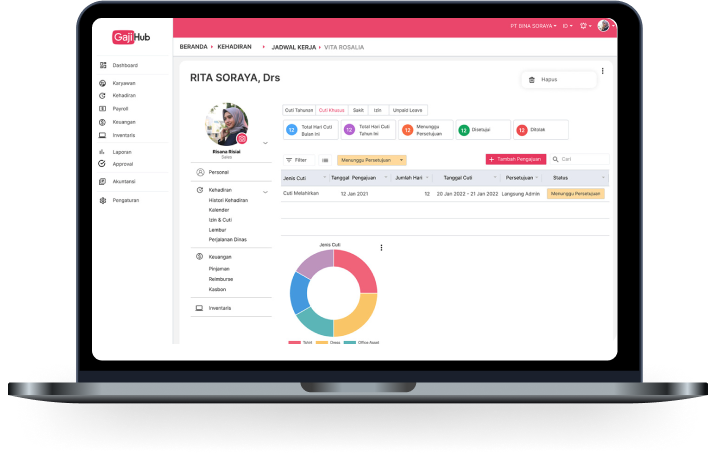 GajiHub
PT BINA SORAYA
ID
BERANDA
KEHADIRAN
JADWAL KERJA
VITA ROSALIA
Dashboard
Karyawan
Kehadiran
Payroll
Keuangan
Inventaris
Laporan
Approval
Akuntansi
Pengaturan
RITA SORAYA, Drs
Hapus
Risana Risial
Sales
Personal
Kehadiran
Histori Kehadiran
Kalender
Izin & Cuti
Lembur
Perjalanan Dinas
Keuangan
Pinjaman
Reimburse
Kasbon
Inventaris
Cuti Tahunan
Cuti Khusus
Sakit
Izin
Unpaid Leave
12 Total Hari Cuti
Bulan Ini
12 Total Hari Cuti
Tahun Ini
12 Menunggu
Persetujuan
12 Disetujui
12 Ditolak
Filter
Menunggu Persetujuan
+ Tambah Pengajuan
Cari
Jenis Cuti
Tanggal Pengajuan
Jumlah Hari
Tanggal Cuti
Persetujuan
Status
Cuti Melahirkan
12 Jan 2021
12
20 Jan 2022 - 21 Jan 2022
Langsung Admin
Menunggu Persetujuan
Jenis Cuti
Office Asset